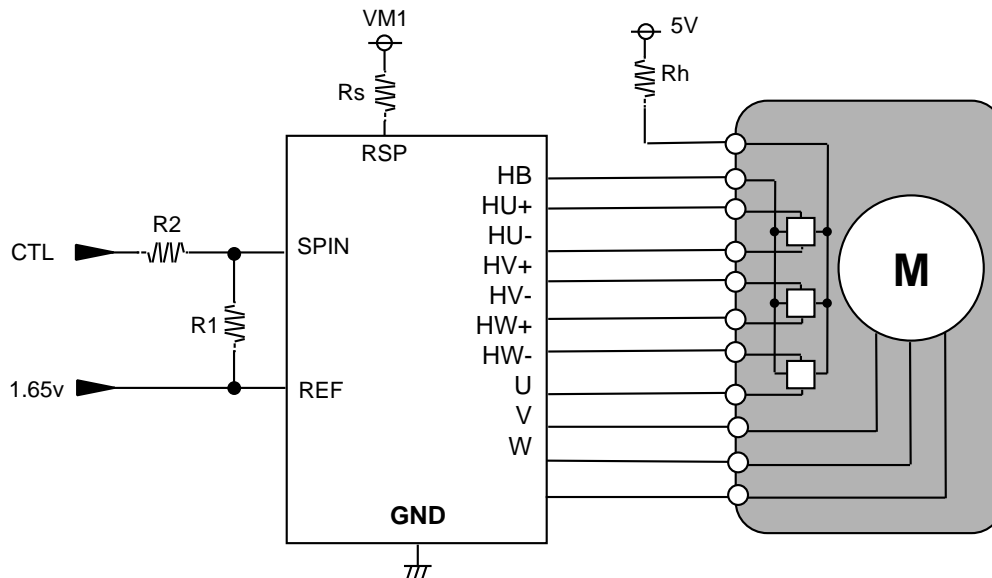 VM1
5V
Rs
Rh
RSP
HB
HU+
R2
HU-
CTL
SPIN
HV+
M
HV-
R1
HW+
HW-
1.65v
REF
U
V
W
GND